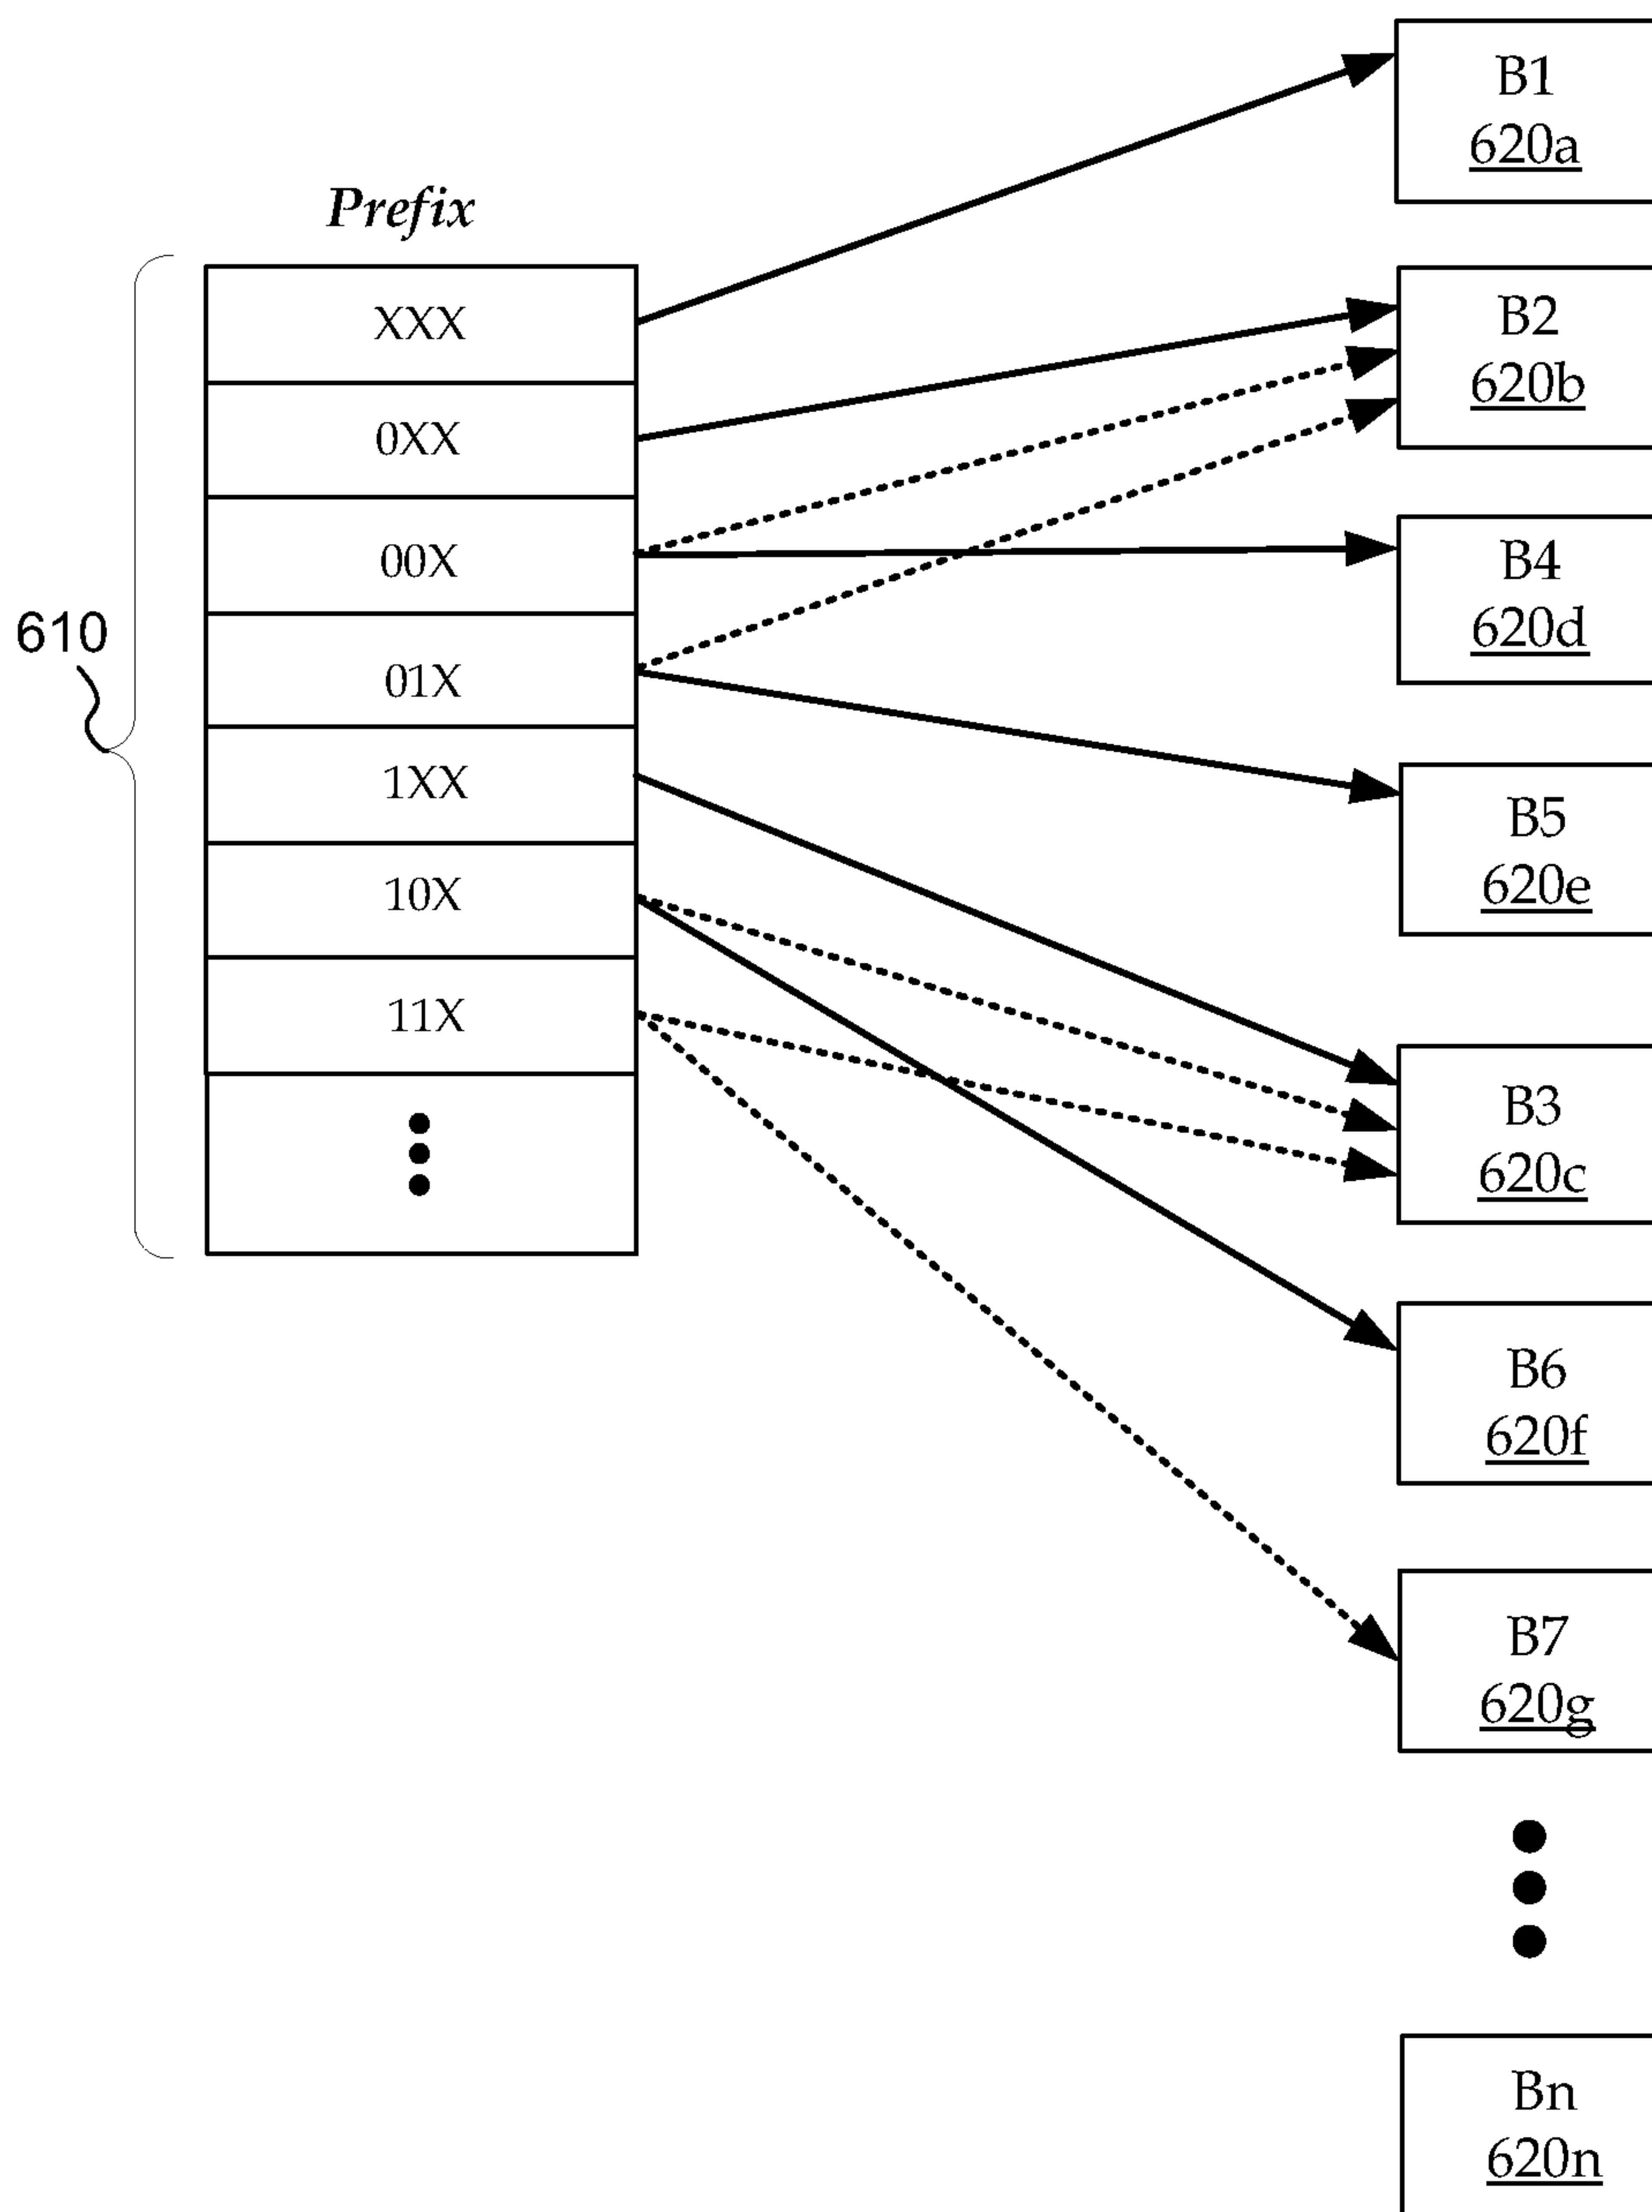 Prefix
610
XXX
0XX
00X
01X
1XX
10X
11X
B1
620a
B2
620b
B4
620d
B5
620e
B3
620c
B6
620f
B7
620g
Bn
620n